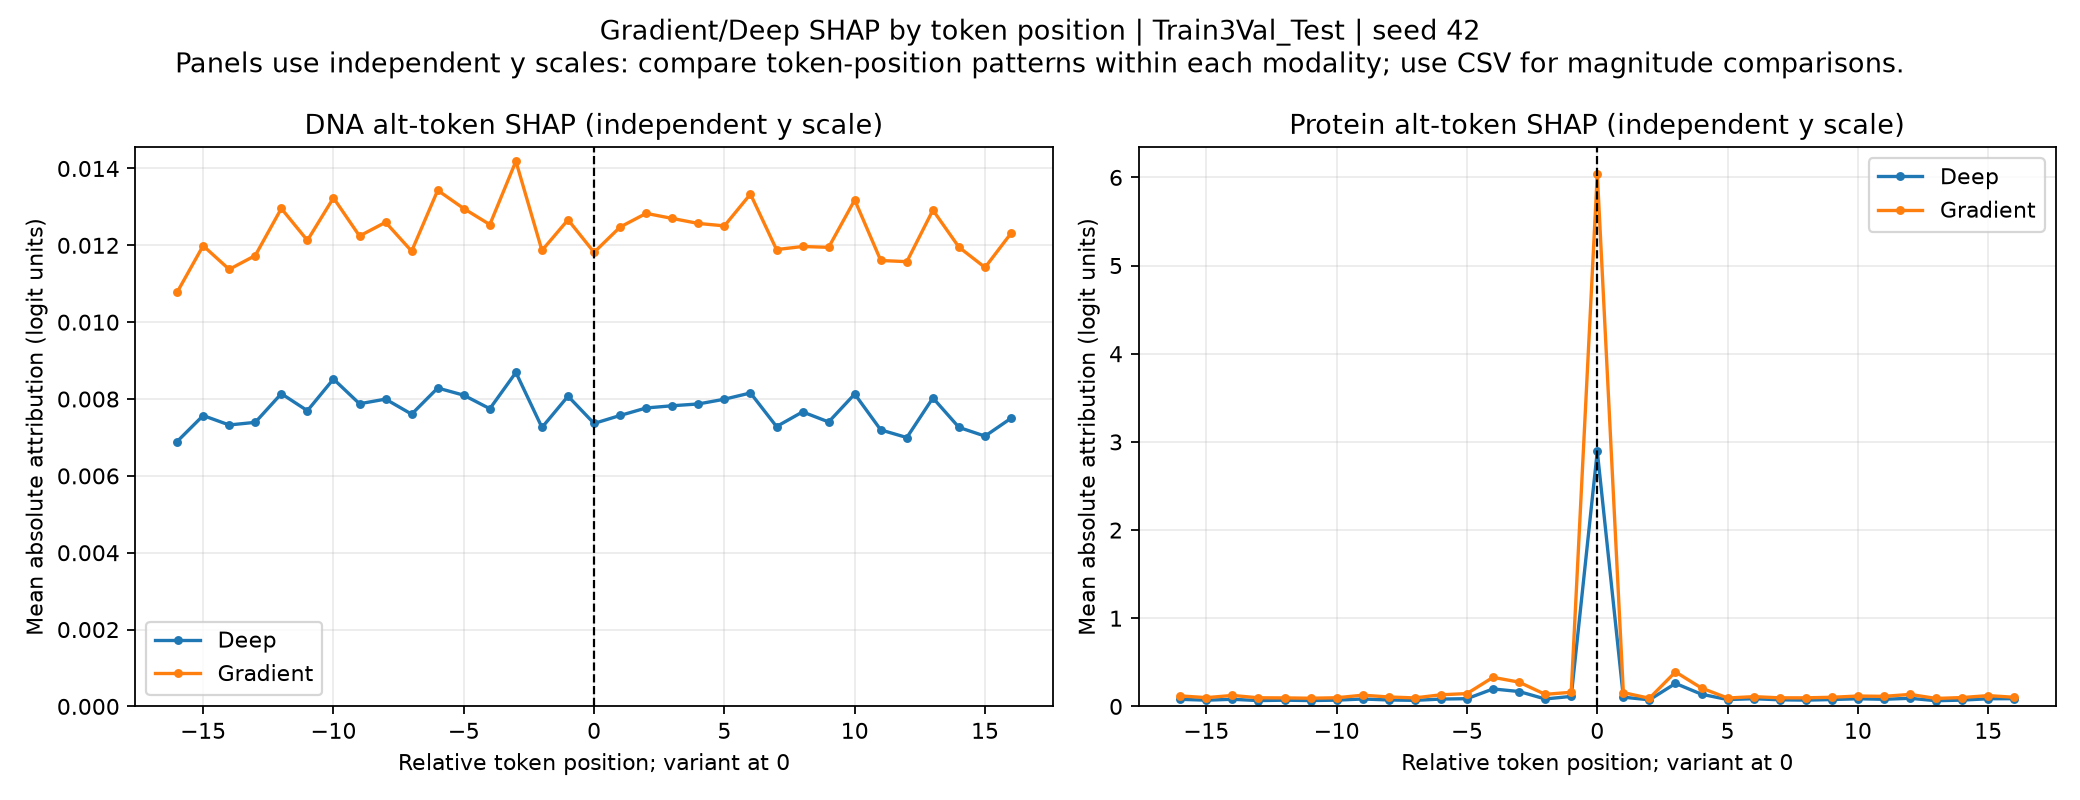 Gradient/Deep SHAP by token position | Train3Val_Test | seed 42
Panels use independent y scales: compare token-position patterns within each modality; use CSV for magnitude comparisons.
DNA alt-token SHAP (independent y scale)
Mean absolute attribution (logit units)
0.014
0.012
0.010
0.008
0.006
0.004
0.002
0.000
Deep
Gradient
−15
−10
−5
0
5
10
15
Relative token position; variant at 0
Protein alt-token SHAP (independent y scale)
Mean absolute attribution (logit units)
6
5
4
3
2
1
0
Deep
Gradient
−15
−10
−5
0
5
10
15
Relative token position; variant at 0